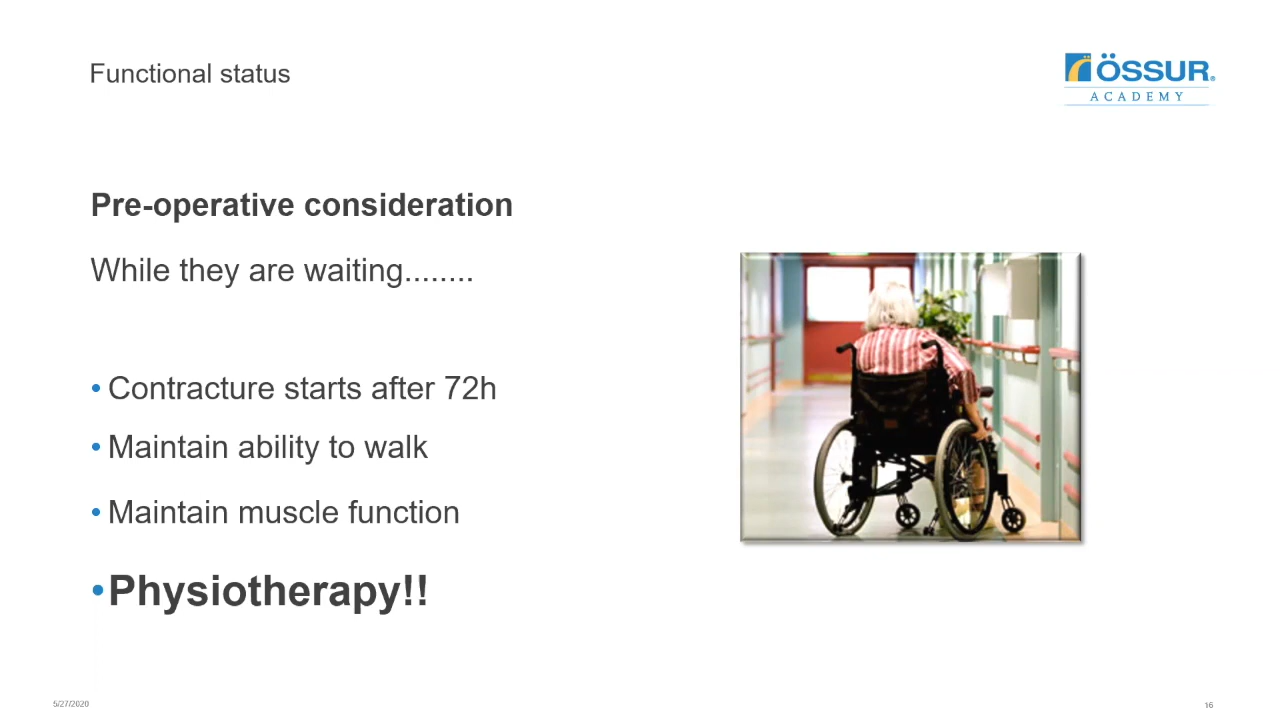 Functional status
ÖSSUR®
ACADEMY
Pre-operative consideration
While they are waiting........
• Contracture starts after 72h
• Maintain ability to walk
• Maintain muscle function
• Physiotherapy!!
5/27/2020
16